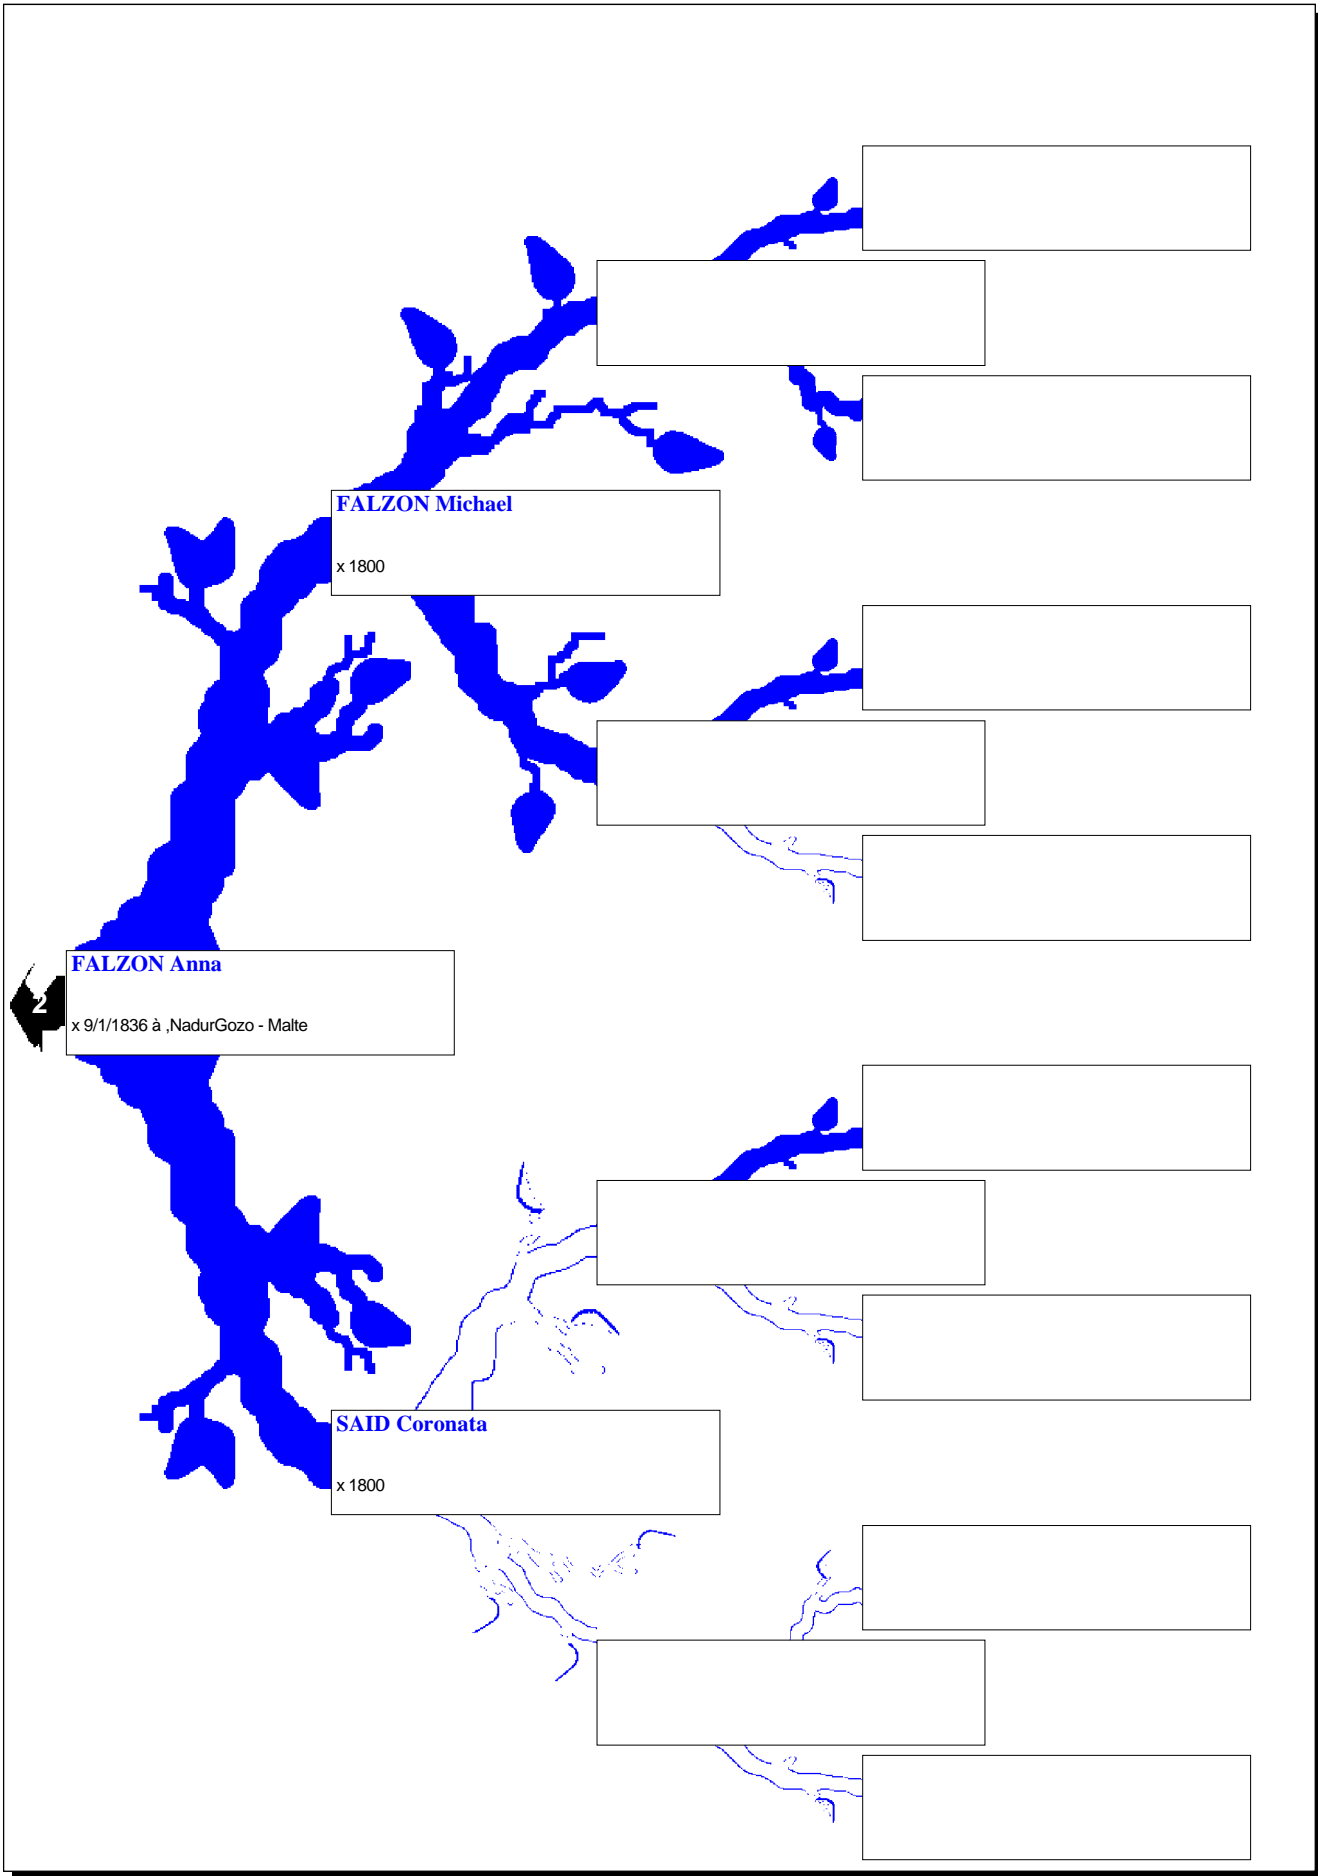 FALZON Michael
x 1800
2
FALZON Anna
x 9/1/1836 à ,NadurGozo - Malte
SAID Coronata
x 1800